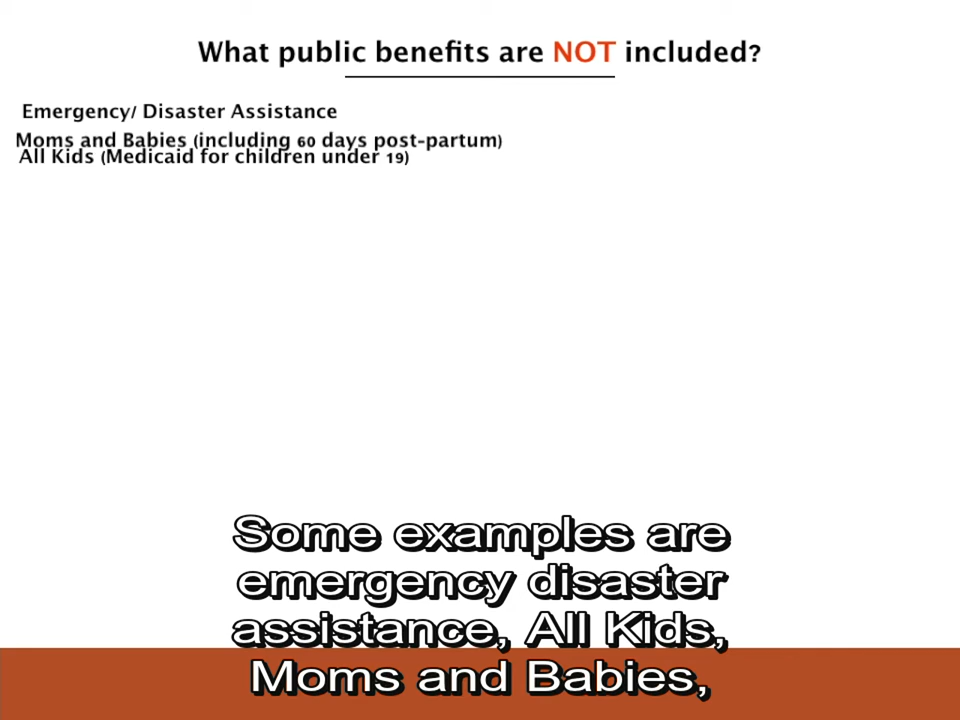 What public benefits are NOT included?
Emergency/ Disaster Assistance
Moms and Babies (including 60 days post-partum)
All Kids (Medicaid for children under 19)
Some examples are
emergency disaster
assistance, All Kids,
Moms and Babies,